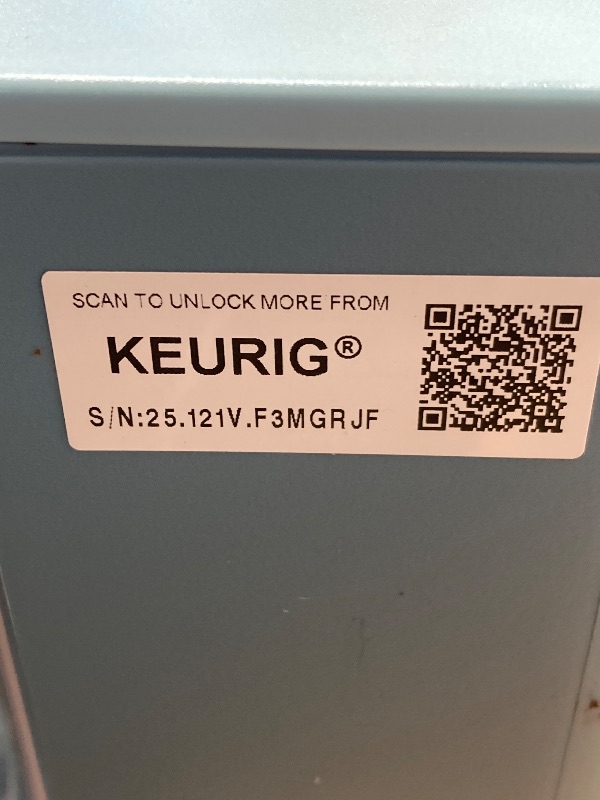 SCAN TO UNLOCK MORE FROM
KEURIG®
S/N:25.121V.F3MGRJF